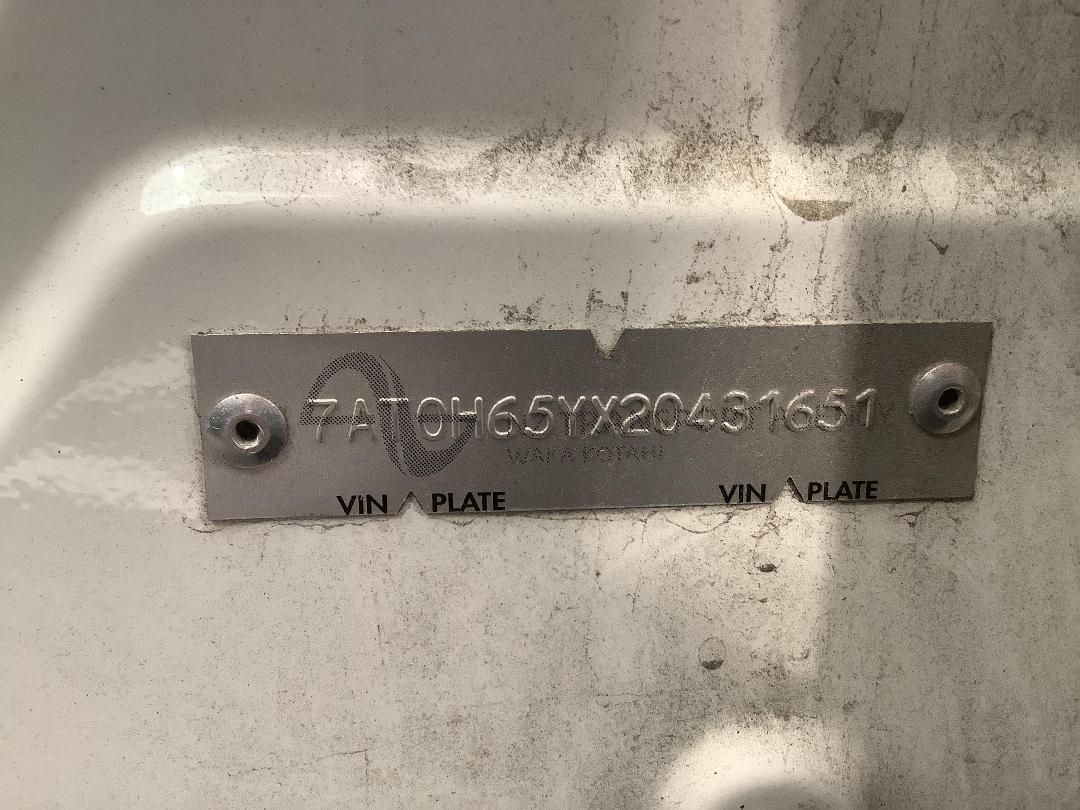 7AT0H65YX20431651
WAKA KOTAHI
VIN PLATE VIN PLATE